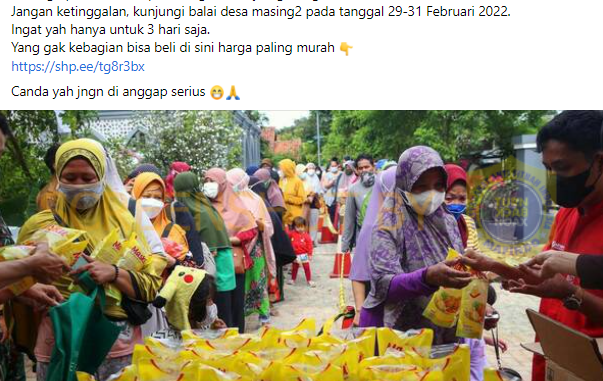 Jangan ketinggalan, kunjungi balai desa masing2 pada tanggal 29-31 Februari 2022.
Ingat yah hanya untuk 3 hari saja.
Yang gak kebagian bisa beli di sini harga paling murah 👇
https://shp.ee/tg8r3bx
Canda yah jngn di anggap serius 😁🙏